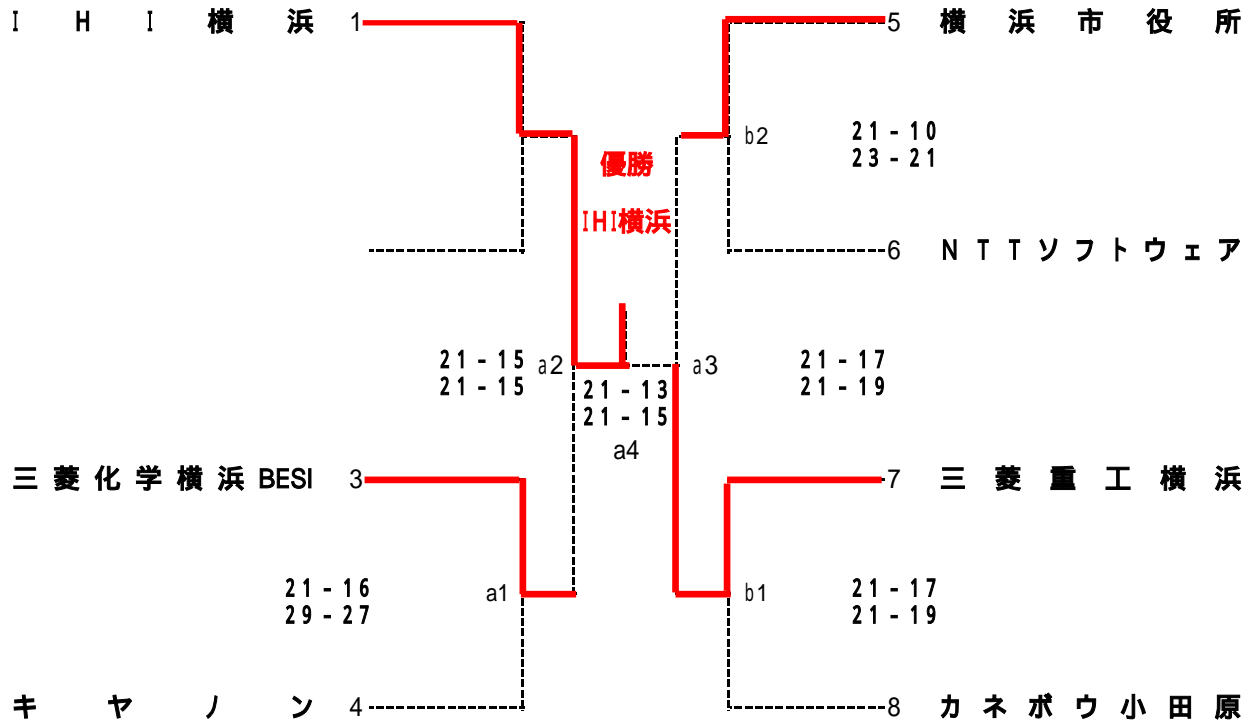 IHI横浜 1
5 横浜市役所
b2
21-10
23-21
優勝
IHI横浜
6 NTTソフトウェア
21-15
21-15
a2
21-13
21-15
a4
a3
21-17
21-19
三菱化学横浜BESI 3
7 三菱重工横浜
21-16
29-27
a1
b1
21-17
21-19
キヤノン 4
8 カネボウ小田原